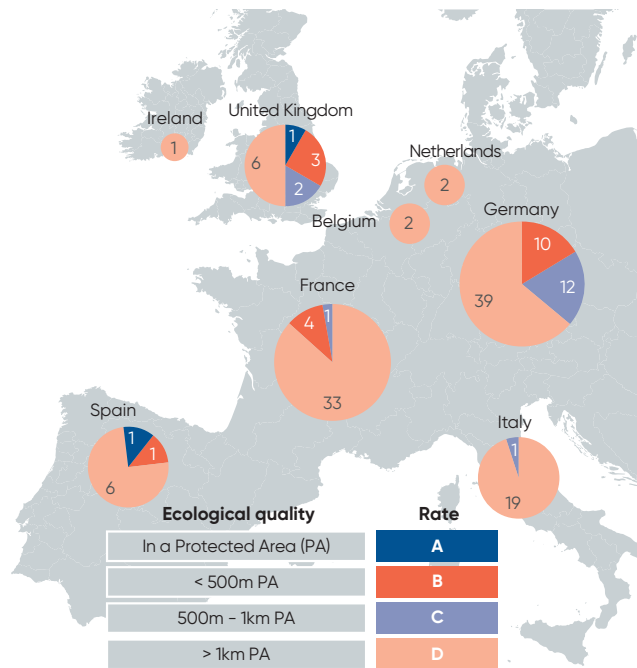 Ireland
1
United Kingdom
1
6
3
2
Netherlands
2
Belgium
2
Germany
10
12
39
France
1
4
33
Spain
1
1
6
Italy
1
19
Ecological quality Rate
In a Protected Area (PA) A
< 500m PA B
500m - 1km PA C
> 1km PA D